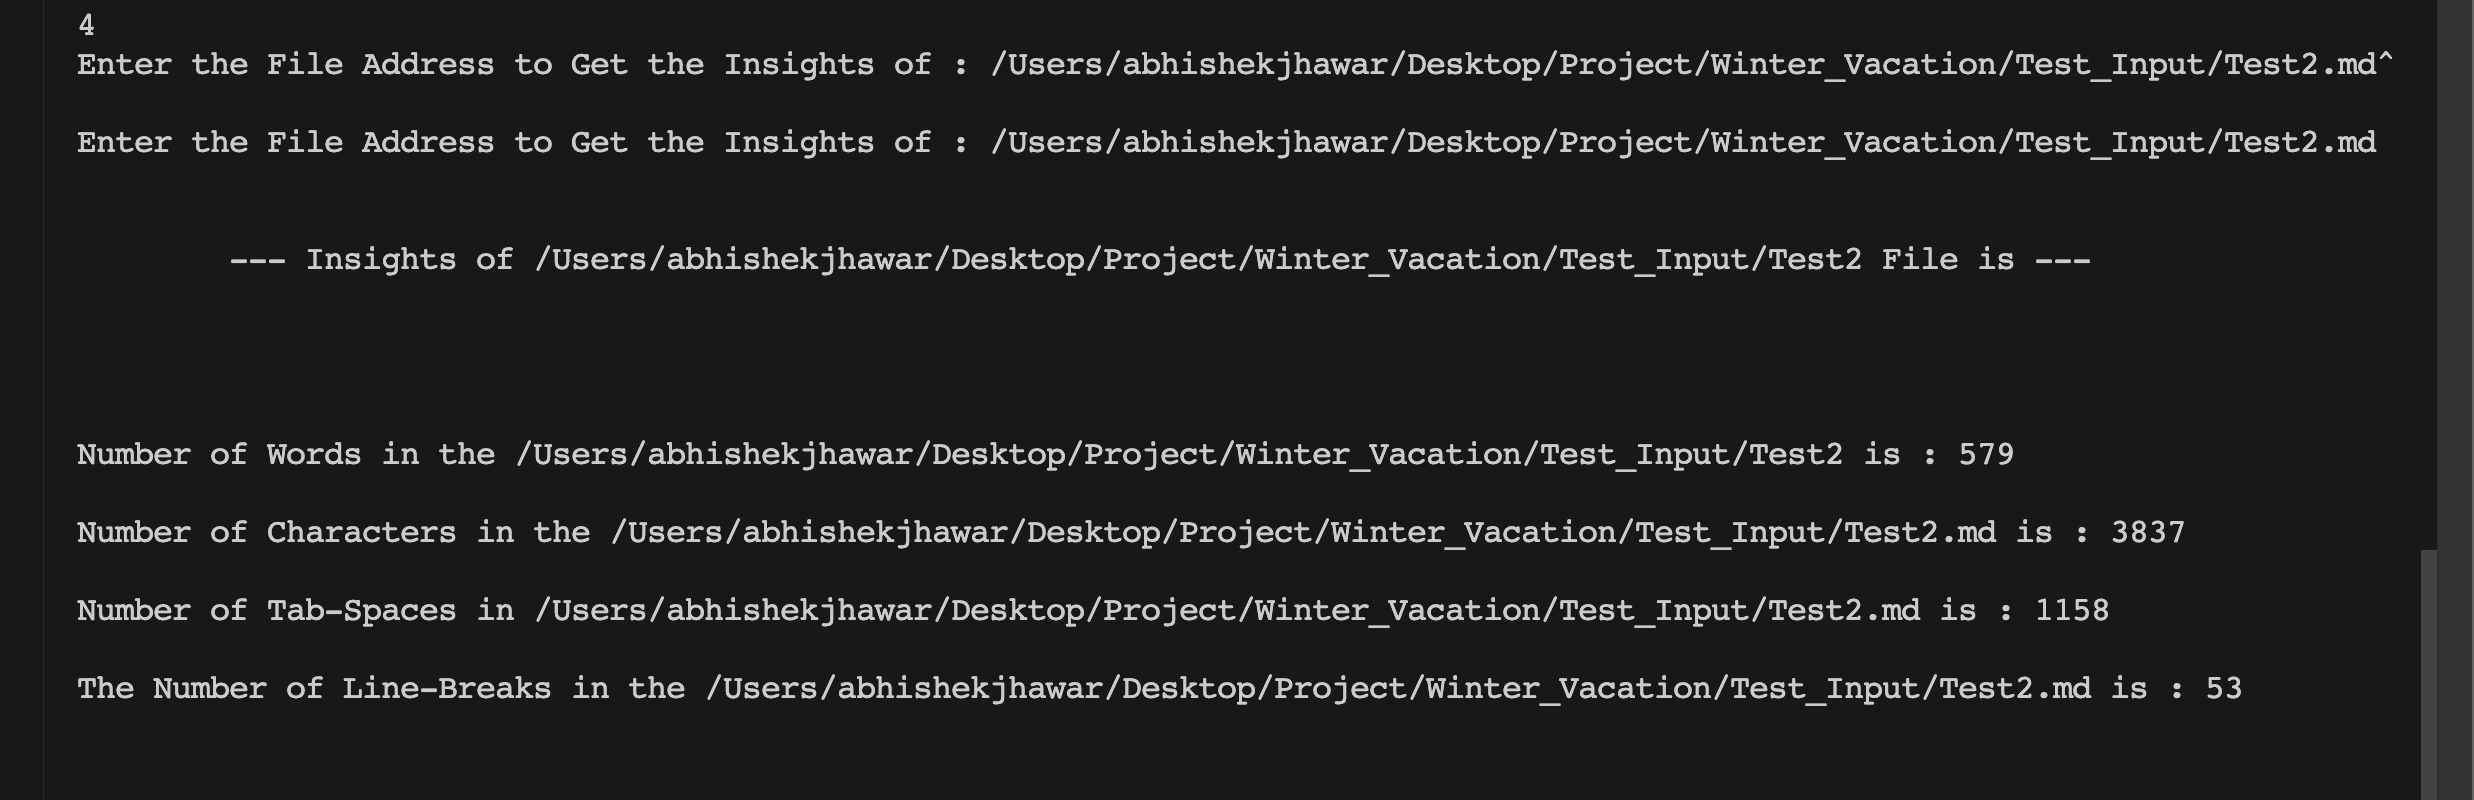 4
Enter the File Address to Get the Insights of : /Users/abhishekjhawar/Desktop/Project/Winter_Vacation/Test_Input/Test2.md^
Enter the File Address to Get the Insights of : /Users/abhishekjhawar/Desktop/Project/Winter_Vacation/Test_Input/Test2.md
--- Insights of /Users/abhishekjhawar/Desktop/Project/Winter_Vacation/Test_Input/Test2 File is ---
Number of Words in the /Users/abhishekjhawar/Desktop/Project/Winter_Vacation/Test_Input/Test2 is : 579
Number of Characters in the /Users/abhishekjhawar/Desktop/Project/Winter_Vacation/Test_Input/Test2.md is : 3837
Number of Tab-Spaces in /Users/abhishekjhawar/Desktop/Project/Winter_Vacation/Test_Input/Test2.md is : 1158
The Number of Line-Breaks in the /Users/abhishekjhawar/Desktop/Project/Winter_Vacation/Test_Input/Test2.md is : 53